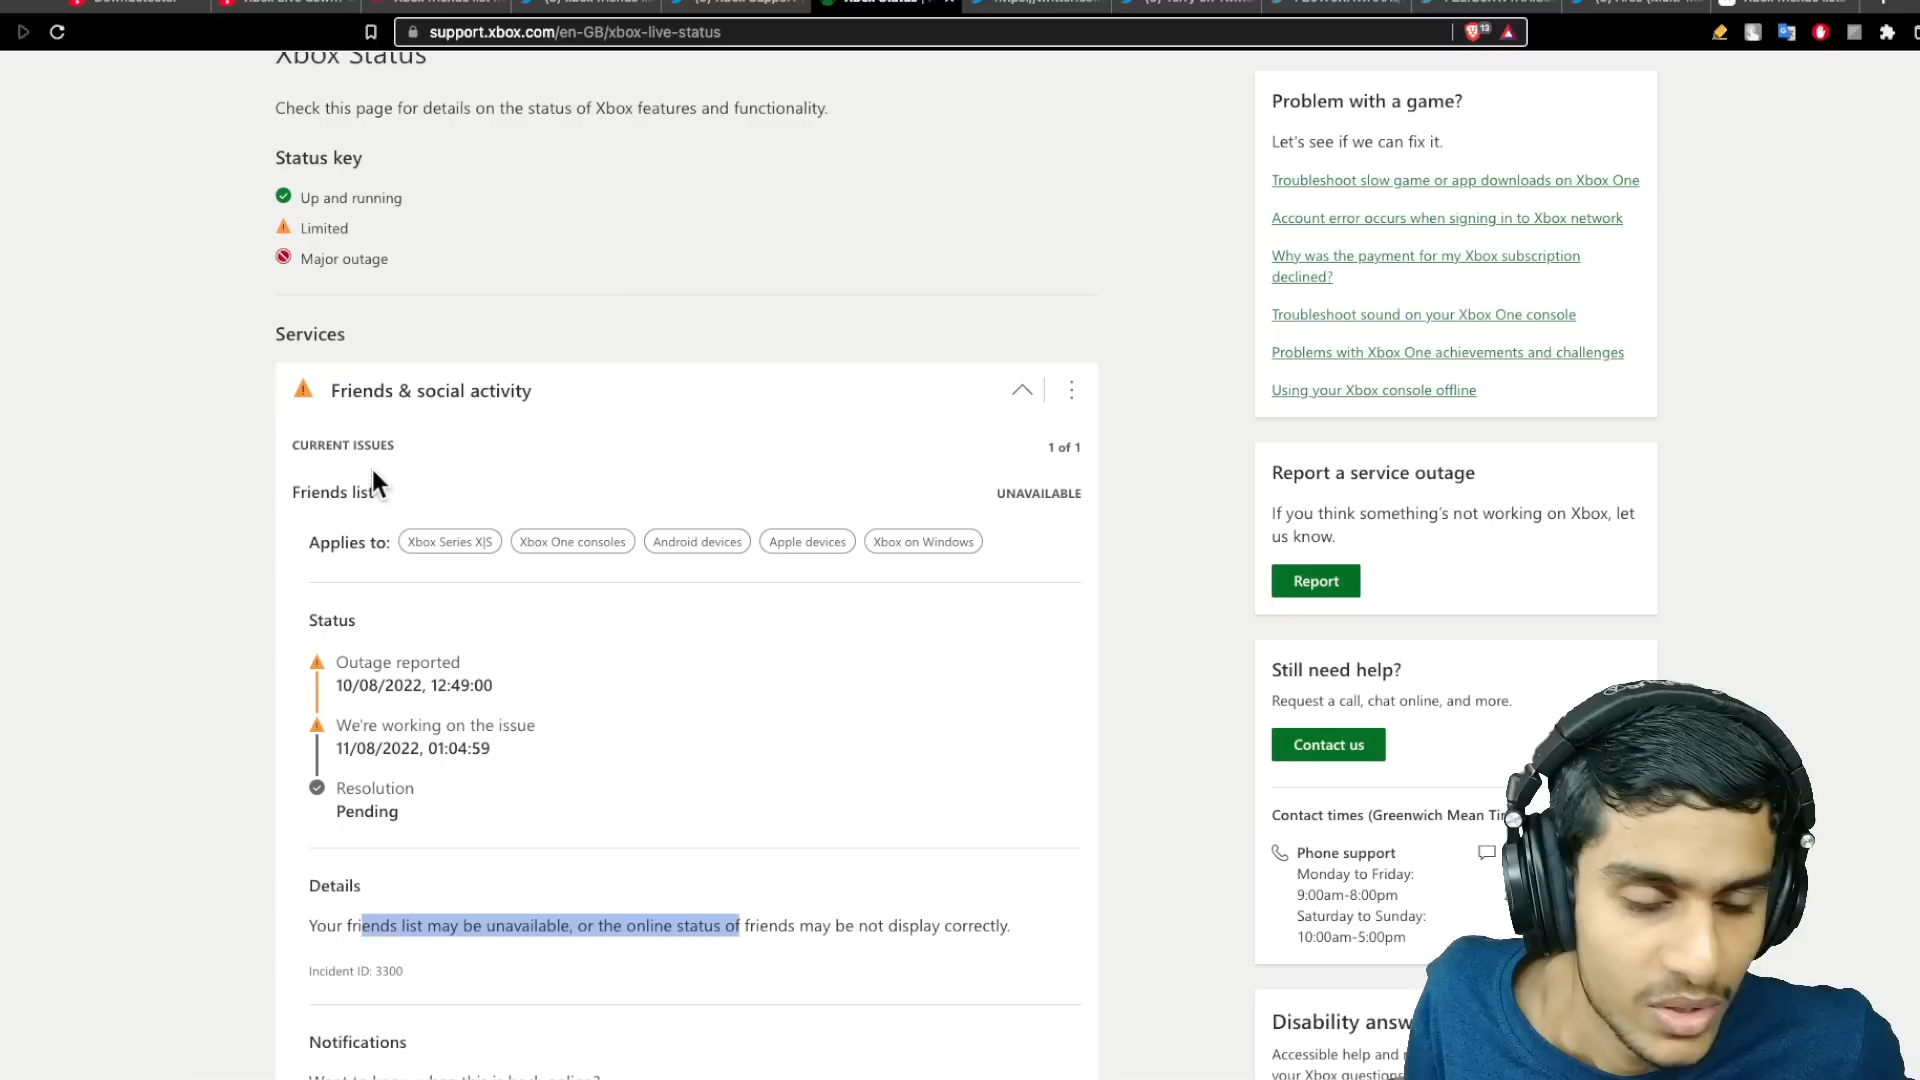 support.xbox.com/en-GB/xbox-live-status
13
Xbox Status
Check this page for details on the status of Xbox features and functionality.
Status key
Up and running
Limited
Major outage
Services
Friends & social activity
CURRENT ISSUES
1 of 1
Friends list
UNAVAILABLE
Applies to: Xbox Series X|S Xbox One consoles Android devices Apple devices Xbox on Windows
Status
Outage reported
10/08/2022, 12:49:00
We're working on the issue
11/08/2022, 01:04:59
Resolution
Pending
Details
Your friends list may be unavailable, or the online status of friends may be not display correctly.
Incident ID: 3300
Notifications
Problem with a game?
Let's see if we can fix it.
Troubleshoot slow game or app downloads on Xbox One
Account error occurs when signing in to Xbox network
Why was the payment for my Xbox subscription
declined?
Troubleshoot sound on your Xbox One console
Problems with Xbox One achievements and challenges
Using your Xbox console offline
Report a service outage
If you think something's not working on Xbox, let
us know.
Report
Still need help?
Request a call, chat online, and more.
Contact us
Contact times (Greenwich Mean
Phone support
Monday to Friday:
9:00am-8:00pm
Saturday to Sunday:
10:00am-5:00pm
Disability
Accessible help and
your Xbox questions